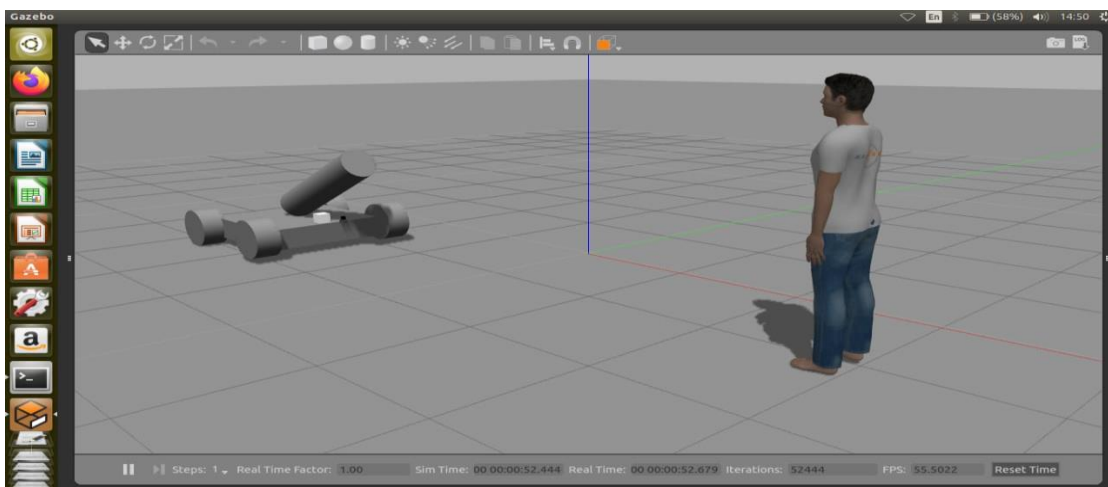 Gazebo En (58%) 14:50
LOG
a
>_
Steps: 1 Real Time Factor: 1.00 Sim Time: 00 00:00:52.444 Real Time: 00 00:00:52.679 Iterations: 52444 FPS: 55.5022 Reset Time